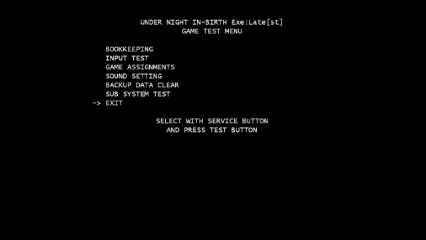 UNDER NIGHT IN-BIRTH Exe:Late[st]
GAME TEST MENU
BOOKKEEPING
INPUT TEST
GAME ASSIGNMENTS
SOUND SETTING
BACKUP DATA CLEAR
SUB SYSTEM TEST
-> EXIT
SELECT WITH SERVICE BUTTON
AND PRESS TEST BUTTON